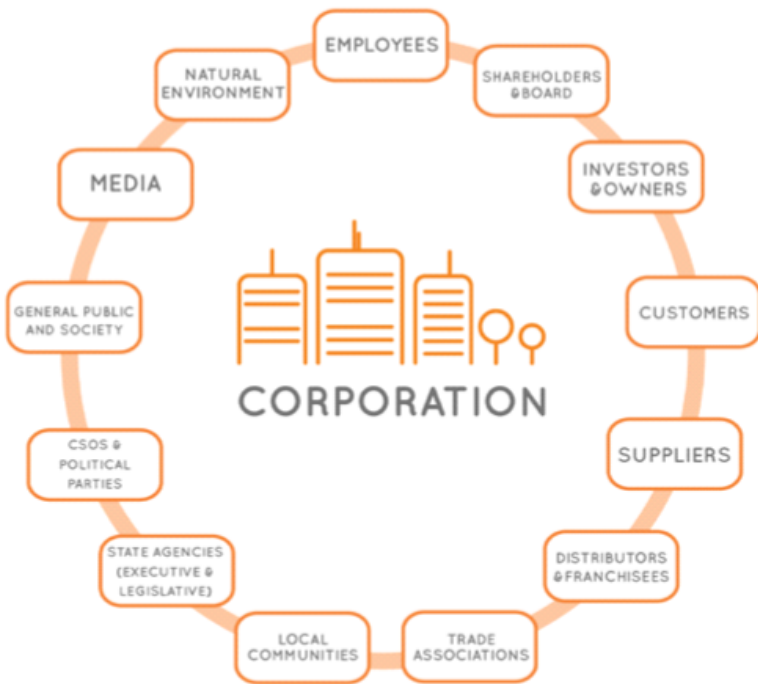 EMPLOYEES
SHAREHOLDERS
& BOARD
INVESTORS
& OWNERS
CUSTOMERS
SUPPLIERS
DISTRIBUTORS
& FRANCHISEES
TRADE
ASSOCIATIONS
LOCAL
COMMUNITIES
STATE AGENCIES
(EXECUTIVE &
LEGISLATIVE)
CSOS &
POLITICAL
PARTIES
GENERAL PUBLIC
AND SOCIETY
MEDIA
NATURAL
ENVIRONMENT
CORPORATION